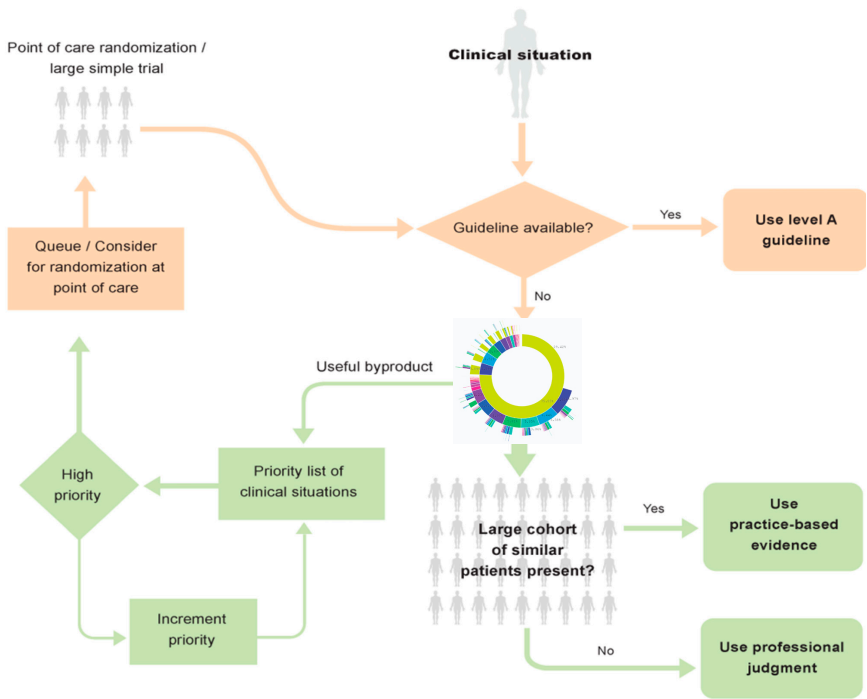 Point of care randomization /
large simple trial
Clinical situation
Guideline available?
Yes
Use level A
guideline
Queue / Consider
for randomization at
point of care
No
Useful byproduct
High
priority
Priority list of
clinical situations
Large cohort
of similar
patients present?
Yes
Use
practice-based
evidence
Increment
priority
No
Use professional
judgment